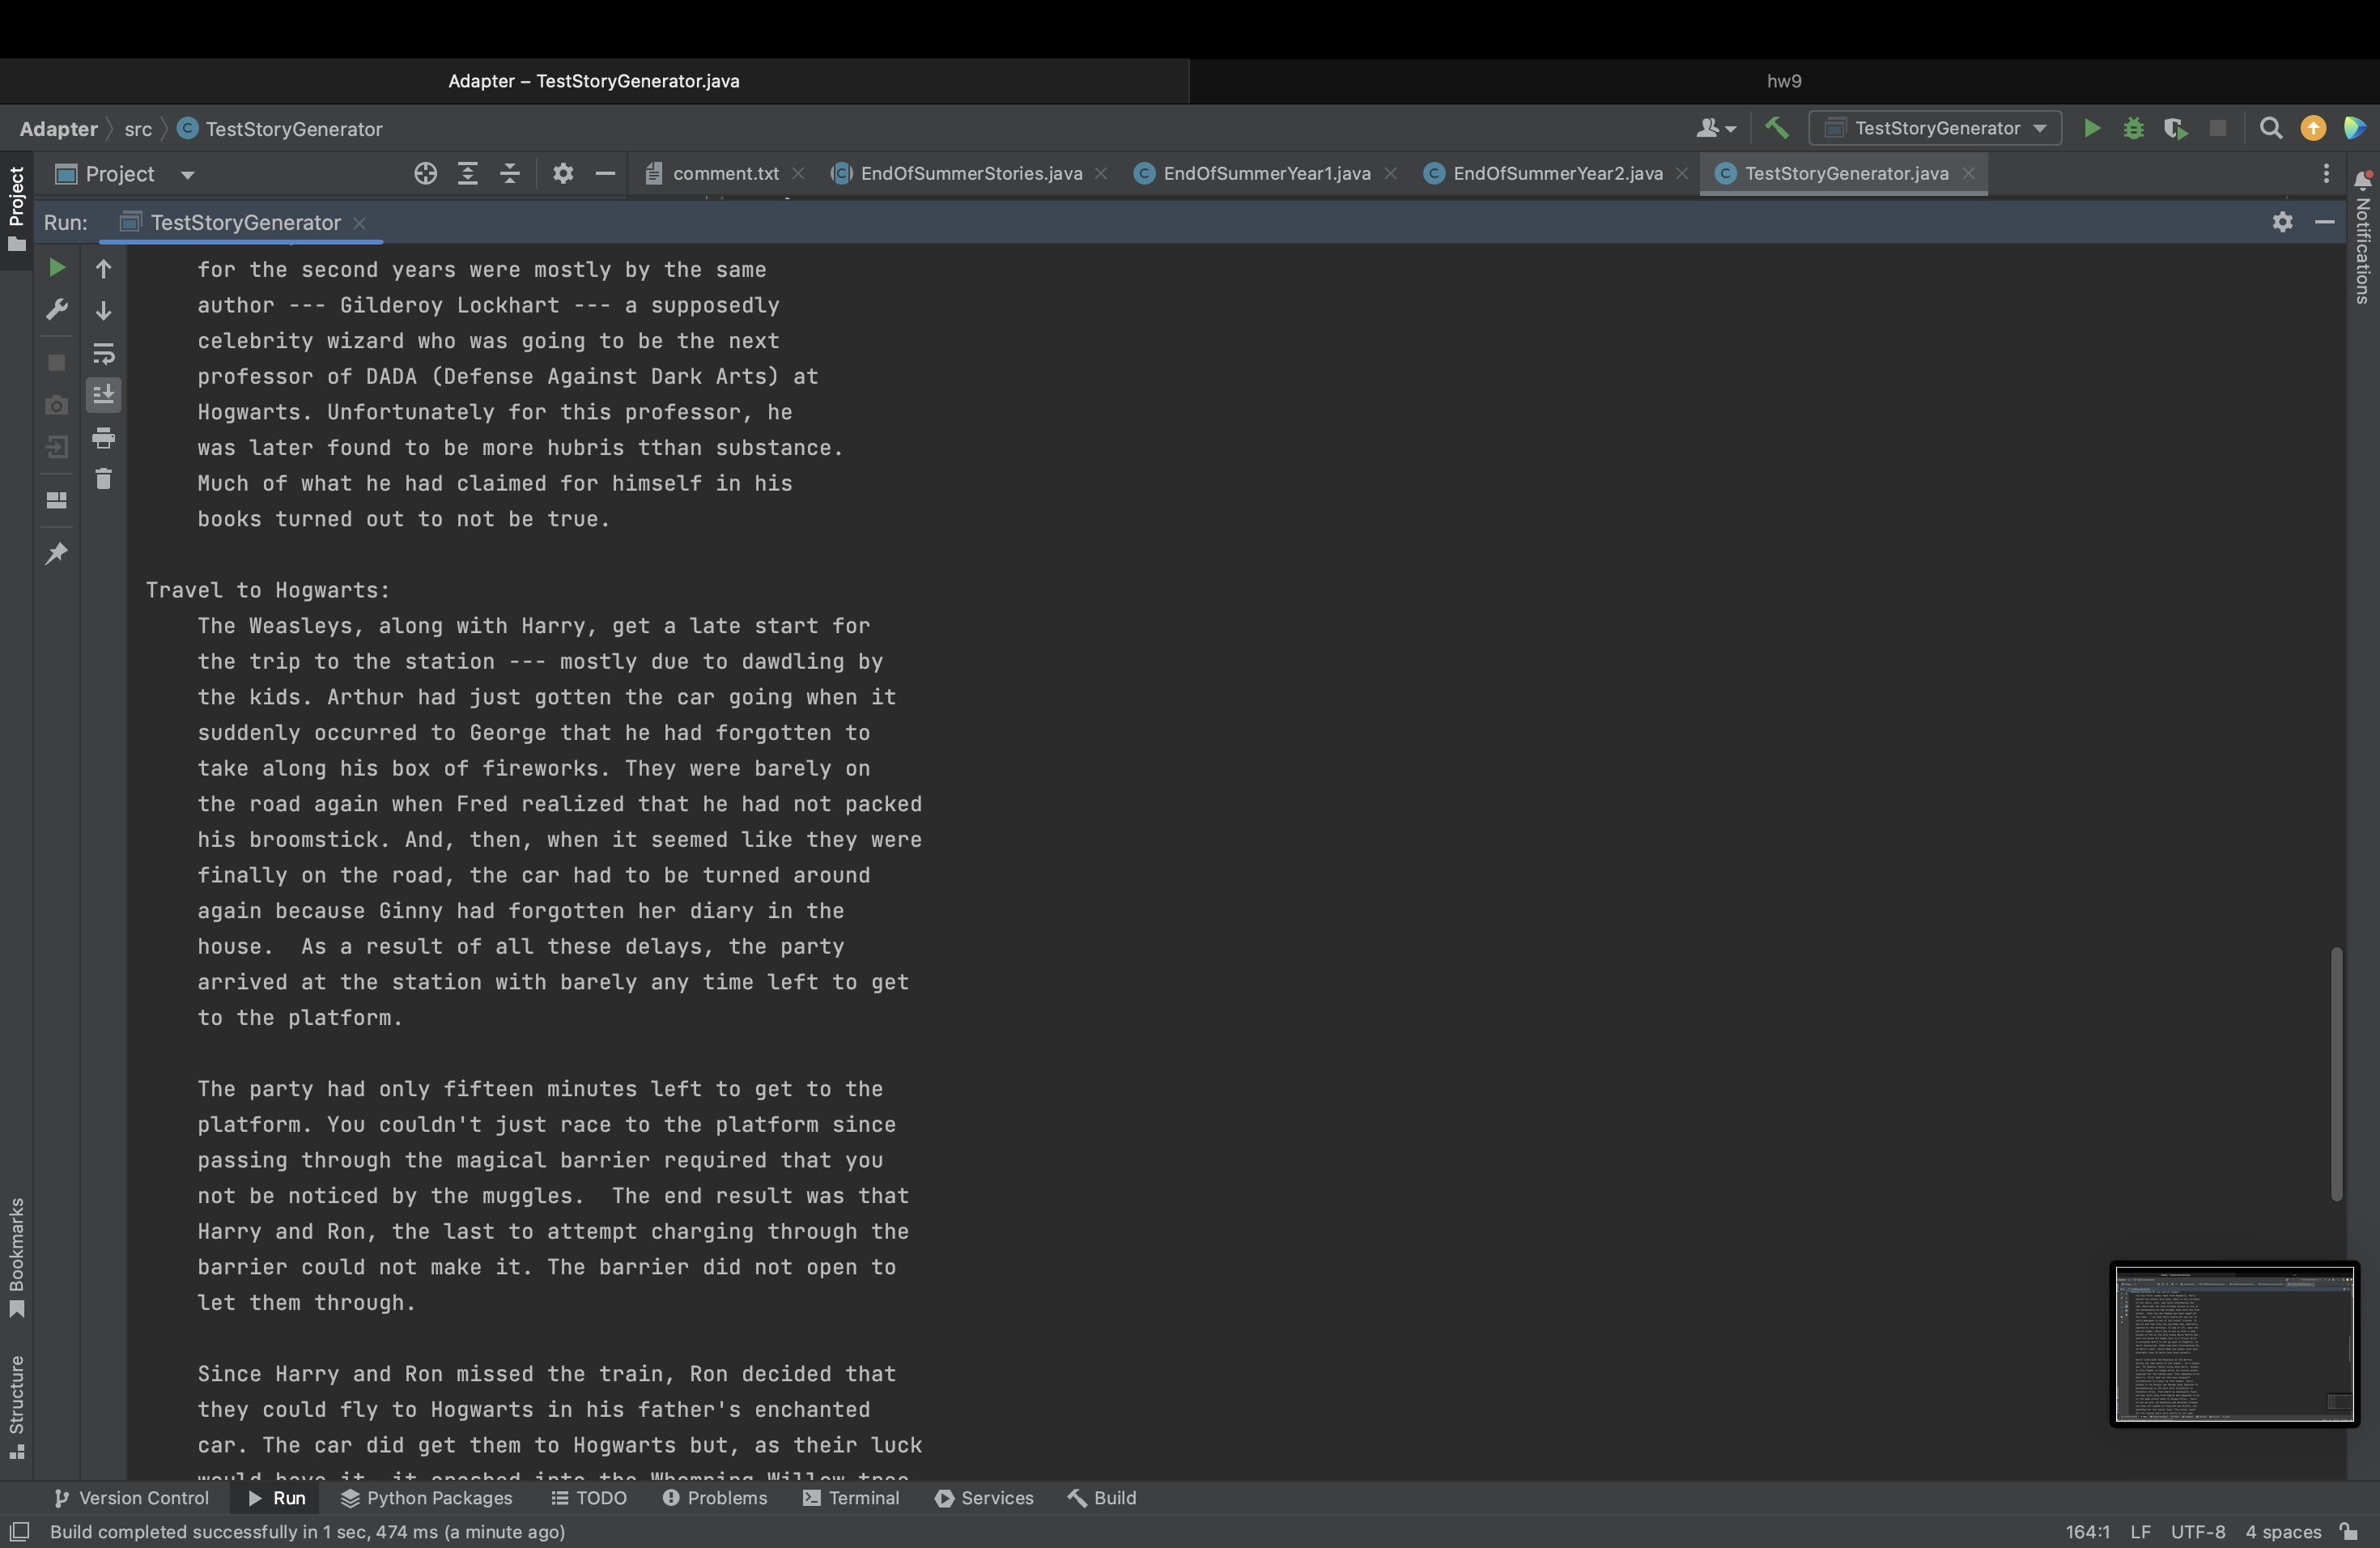 Adapter – TestStoryGenerator.java
hw9
Adapter src TestStoryGenerator
TestStoryGenerator
Project
Project
comment.txt
EndOfSummerStories.java
EndOfSummerYear1.java
EndOfSummerYear2.java
TestStoryGenerator.java
Notifications
Run: TestStoryGenerator
for the second years were mostly by the same
author --- Gilderoy Lockhart --- a supposedly
celebrity wizard who was going to be the next
professor of DADA (Defense Against Dark Arts) at
Hogwarts. Unfortunately for this professor, he
was later found to be more hubris tthan substance.
Much of what he had claimed for himself in his
books turned out to not be true.
Travel to Hogwarts:
The Weasleys, along with Harry, get a late start for
the trip to the station --- mostly due to dawdling by
the kids. Arthur had just gotten the car going when it
suddenly occurred to George that he had forgotten to
take along his box of fireworks. They were barely on
the road again when Fred realized that he had not packed
his broomstick. And, then, when it seemed like they were
finally on the road, the car had to be turned around
again because Ginny had forgotten her diary in the
house.  As a result of all these delays, the party
arrived at the station with barely any time left to get
to the platform.
The party had only fifteen minutes left to get to the
platform. You couldn't just race to the platform since
passing through the magical barrier required that you
not be noticed by the muggles.  The end result was that
Harry and Ron, the last to attempt charging through the
barrier could not make it. The barrier did not open to
let them through.
Since Harry and Ron missed the train, Ron decided that
they could fly to Hogwarts in his father's enchanted
car. The car did get them to Hogwarts but, as their luck
would have it, it crashed into the Whomping Willow tree
Bookmarks
Structure
Version Control
Run
Python Packages
TODO
Problems
Terminal
Services
Build
Build completed successfully in 1 sec, 474 ms (a minute ago)
164:1 LF UTF-8 4 spaces